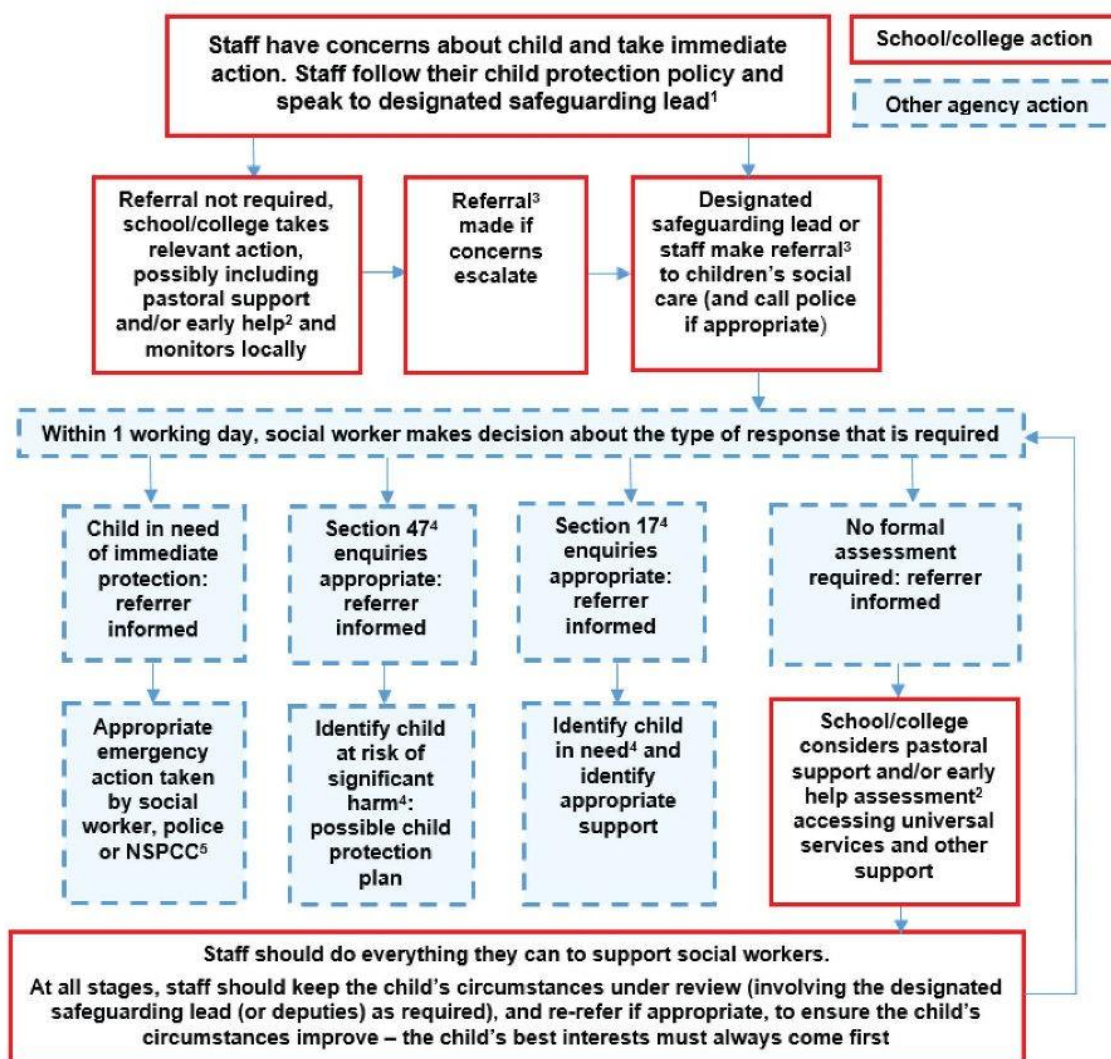 Staff have concerns about child and take immediate
action. Staff follow their child protection policy and
speak to designated safeguarding lead¹
School/college action
Other agency action
Referral not required,
school/college takes
relevant action,
possibly including
pastoral support
and/or early help² and
monitors locally
Referral³
made if
concerns
escalate
Designated
safeguarding lead or
staff make referral³
to children's social
care (and call police
if appropriate)
Within 1 working day, social worker makes decision about the type of response that is required
Child in need
of immediate
protection:
referrer
informed
Section 47⁴
enquiries
appropriate:
referrer
informed
Section 17⁴
enquiries
appropriate:
referrer
informed
No formal
assessment
required: referrer
informed
Appropriate
emergency
action taken
by social
worker, police
or NSPCC⁵
Identify child
at risk of
significant
harm⁴:
possible child
protection
plan
Identify child
in need⁴ and
identify
appropriate
support
School/college
considers pastoral
support and/or early
help assessment²
accessing universal
services and other
support
Staff should do everything they can to support social workers.
At all stages, staff should keep the child's circumstances under review (involving the designated
safeguarding lead (or deputies) as required), and re-refer if appropriate, to ensure the child's
circumstances improve – the child's best interests must always come first